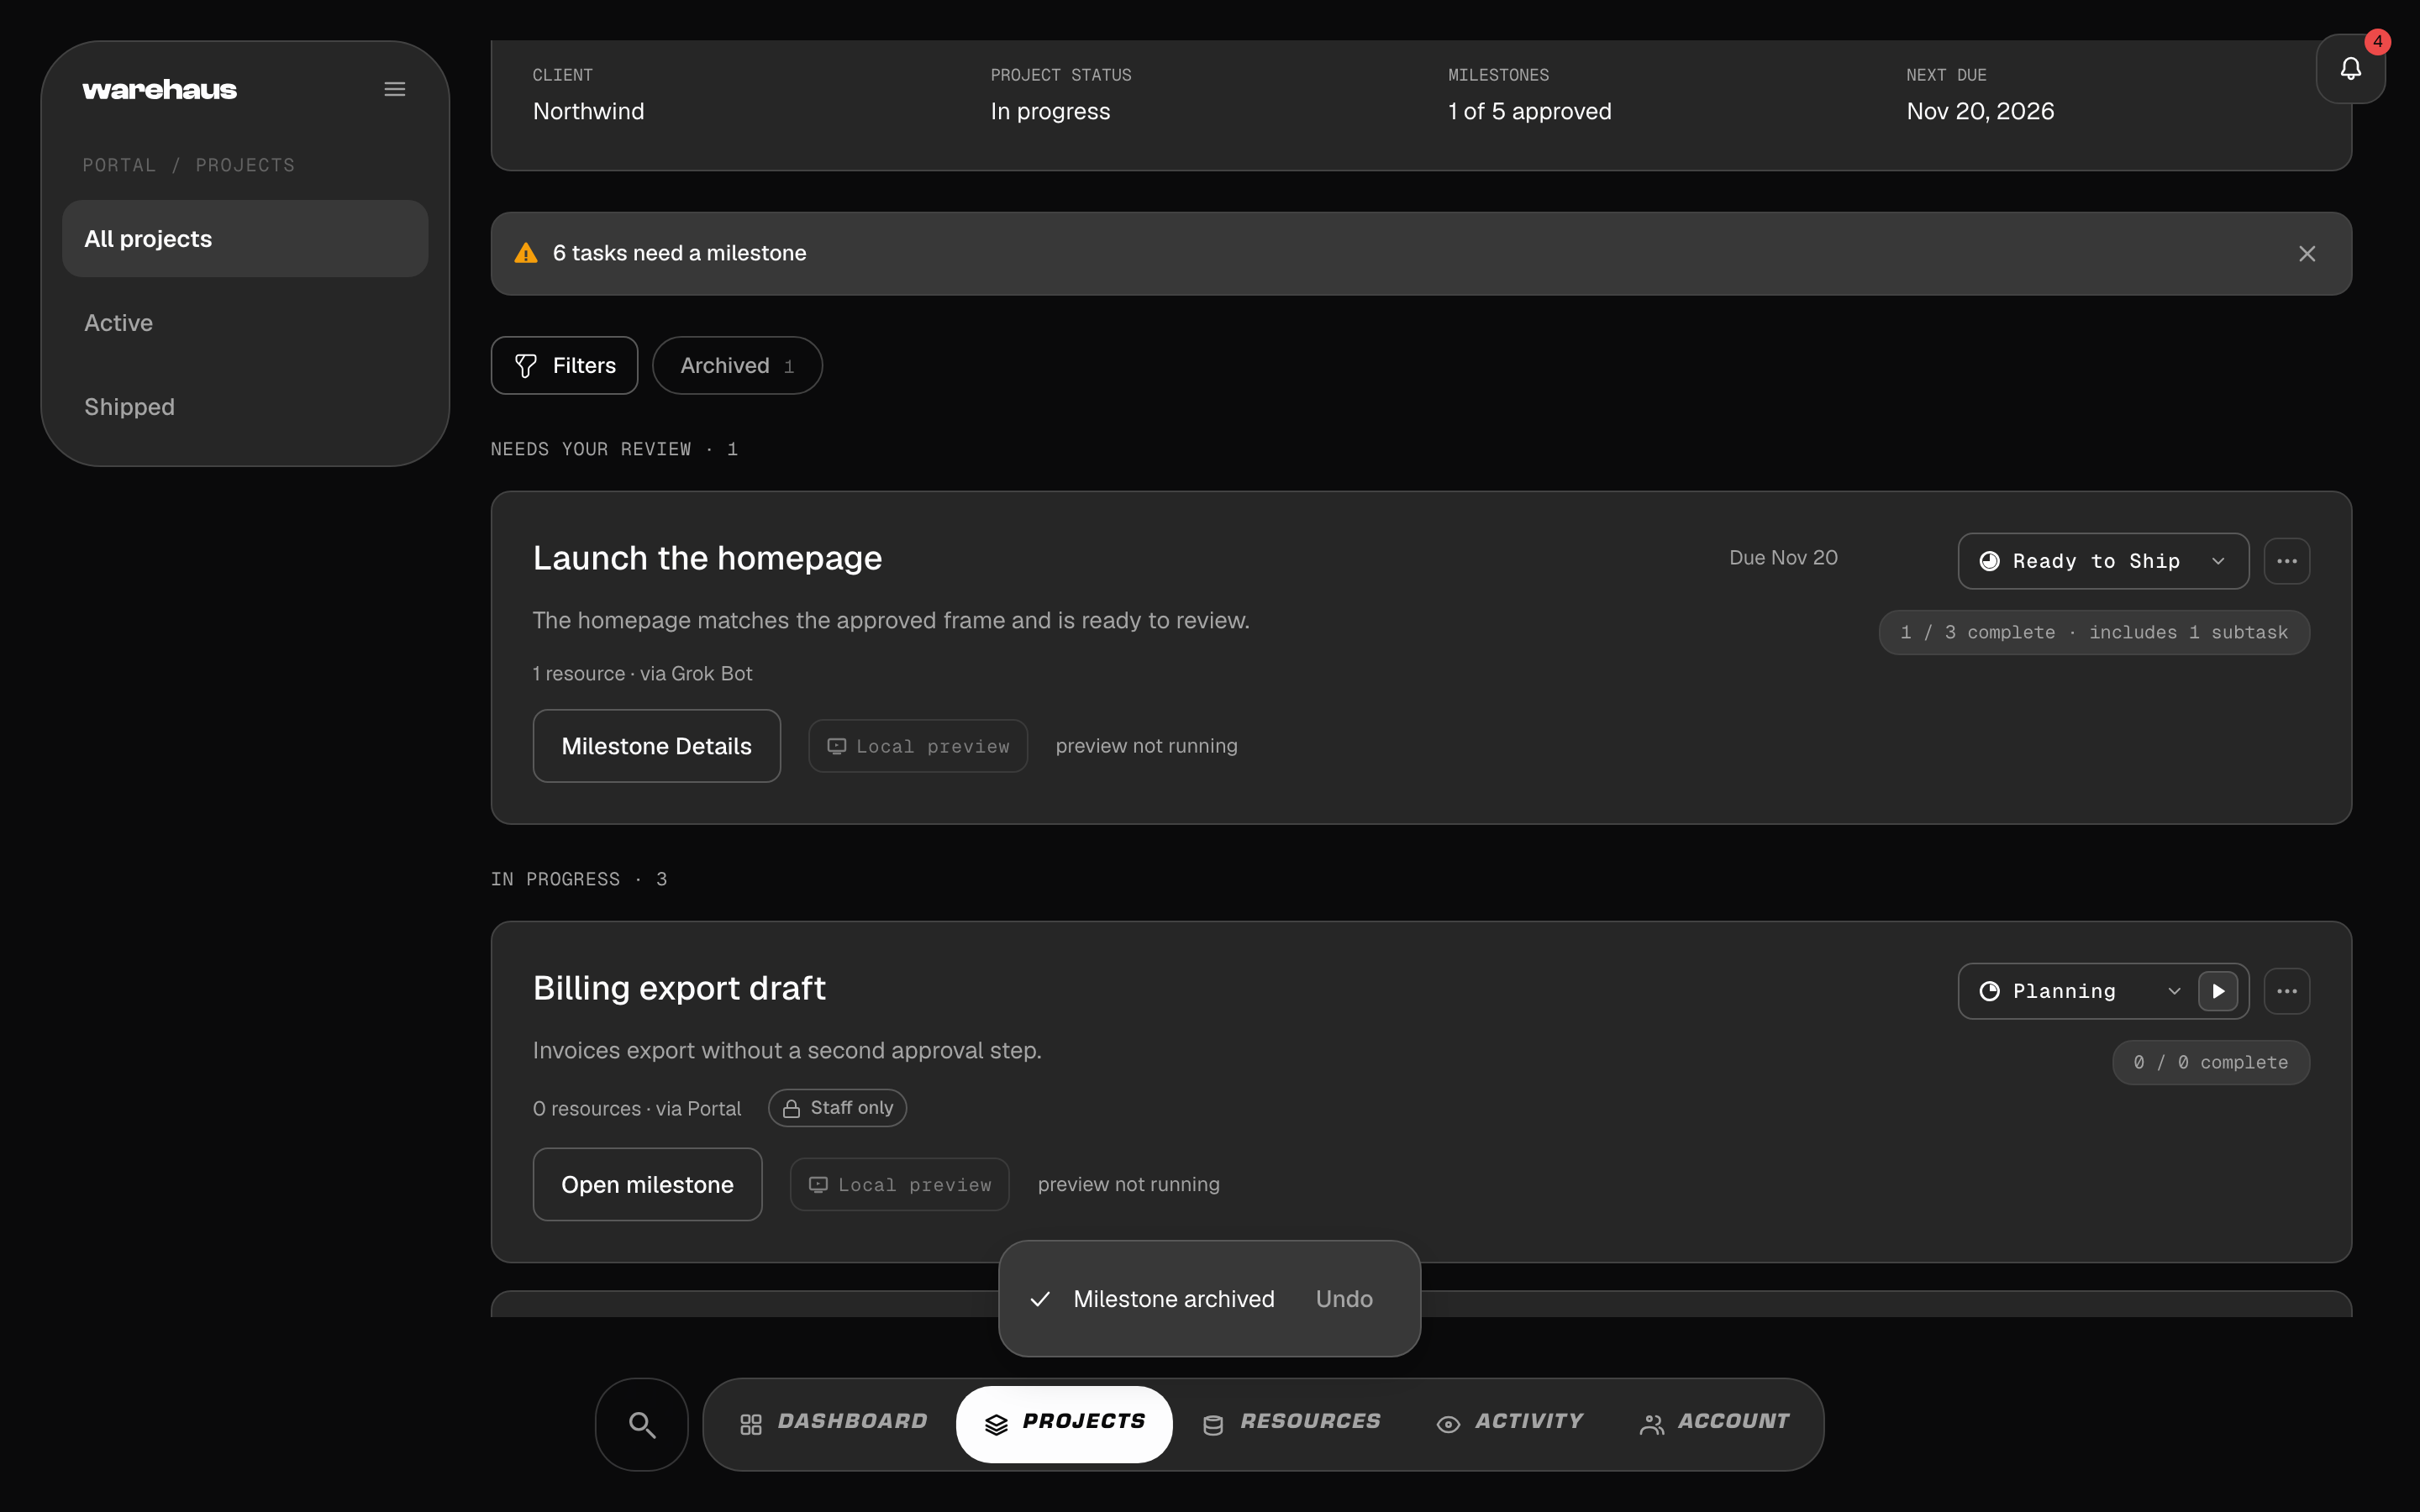 warehaus
PORTAL / PROJECTS
All projects
Active
Shipped
4
CLIENT
Northwind
PROJECT STATUS
In progress
MILESTONES
1 of 5 approved
NEXT DUE
Nov 20, 2026
6 tasks need a milestone
Filters
Archived 1
NEEDS YOUR REVIEW · 1
Launch the homepage
Due Nov 20
Ready to Ship
The homepage matches the approved frame and is ready to review.
1 / 3 complete · includes 1 subtask
1 resource · via Grok Bot
Milestone Details
Local preview
preview not running
IN PROGRESS · 3
Billing export draft
Planning
Invoices export without a second approval step.
0 / 0 complete
0 resources · via Portal
Staff only
Open milestone
Local preview
preview not running
Milestone archived
Undo
DASHBOARD
PROJECTS
RESOURCES
ACTIVITY
ACCOUNT